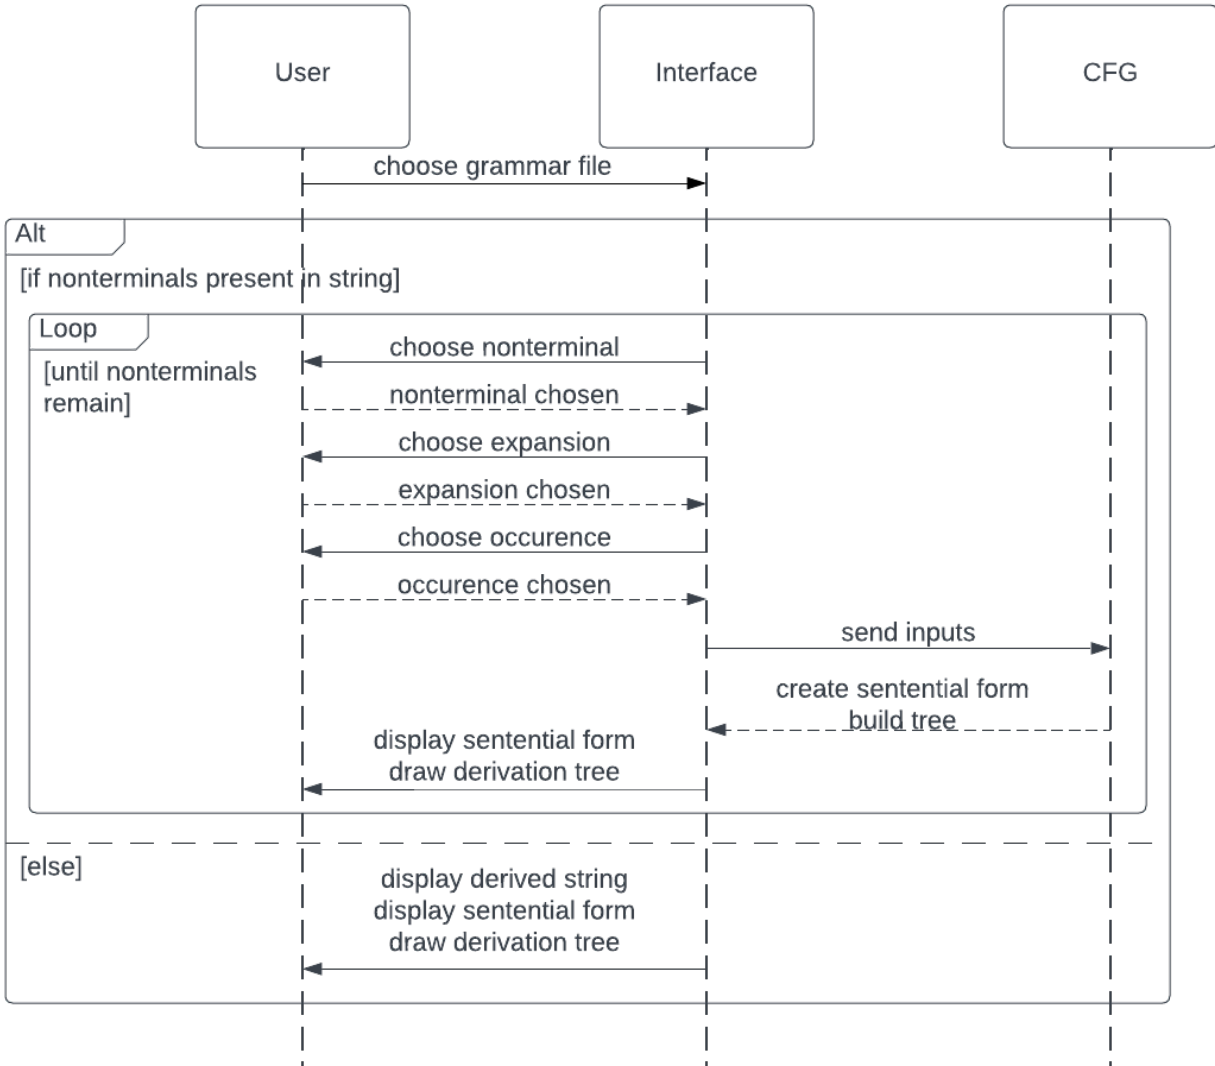 User
Interface
CFG
choose grammar file
Alt
[if nonterminals present in string]
Loop
[until nonterminals
remain]
choose nonterminal
nonterminal chosen
choose expansion
expansion chosen
choose occurence
occurence chosen
send inputs
create sentential form
build tree
display sentential form
draw derivation tree
[else]
display derived string
display sentential form
draw derivation tree